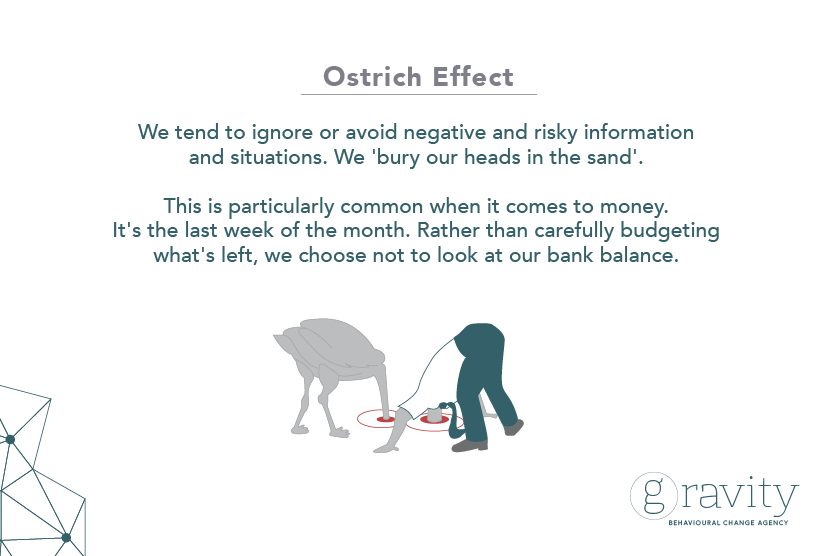 Ostrich Effect
We tend to ignore or avoid negative and risky information
and situations. We 'bury our heads in the sand'.
This is particularly common when it comes to money.
It's the last week of the month. Rather than carefully budgeting
what's left, we choose not to look at our bank balance.
gravity
BEHAVIOURAL CHANGE AGENCY